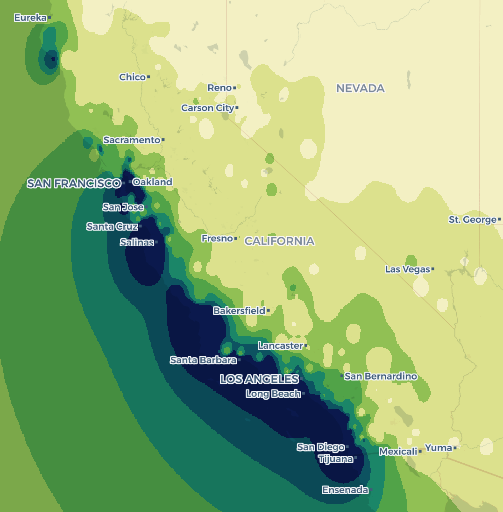 Eureka
Chico
Reno
NEVADA
Carson City
Sacramento
SAN FRANCISCO
Oakland
San Jose
St. George
Santa Cruz
Salinas
Fresno
CALIFORNIA
Las Vegas
Bakersfield
Lancaster
Santa Barbara
LOS ANGELES
San Bernardino
Long Beach
San Diego
Mexicali
Yuma
Tijuana
Ensenada